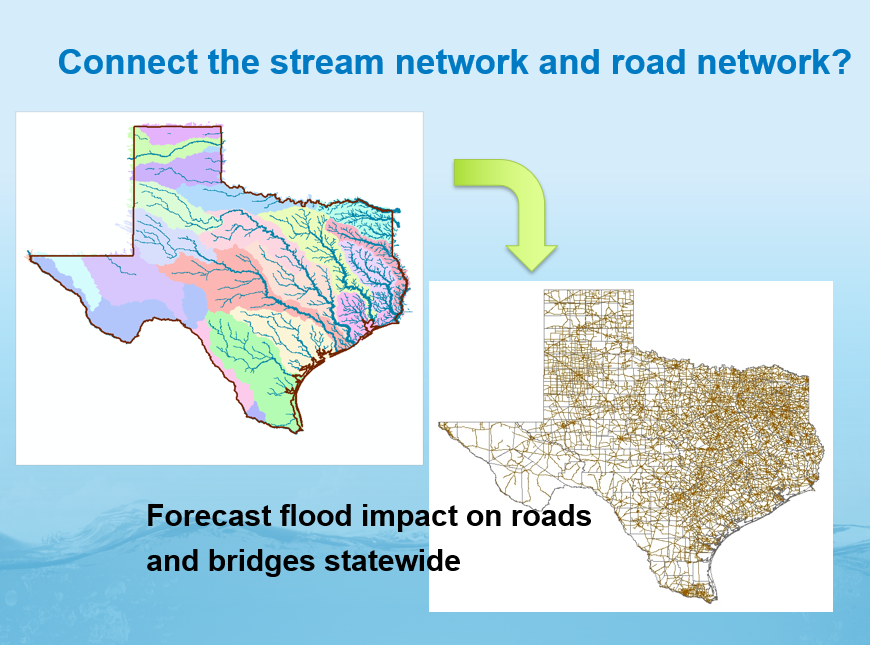 Connect the stream network and road network?
Forecast flood impact on roads
and bridges statewide